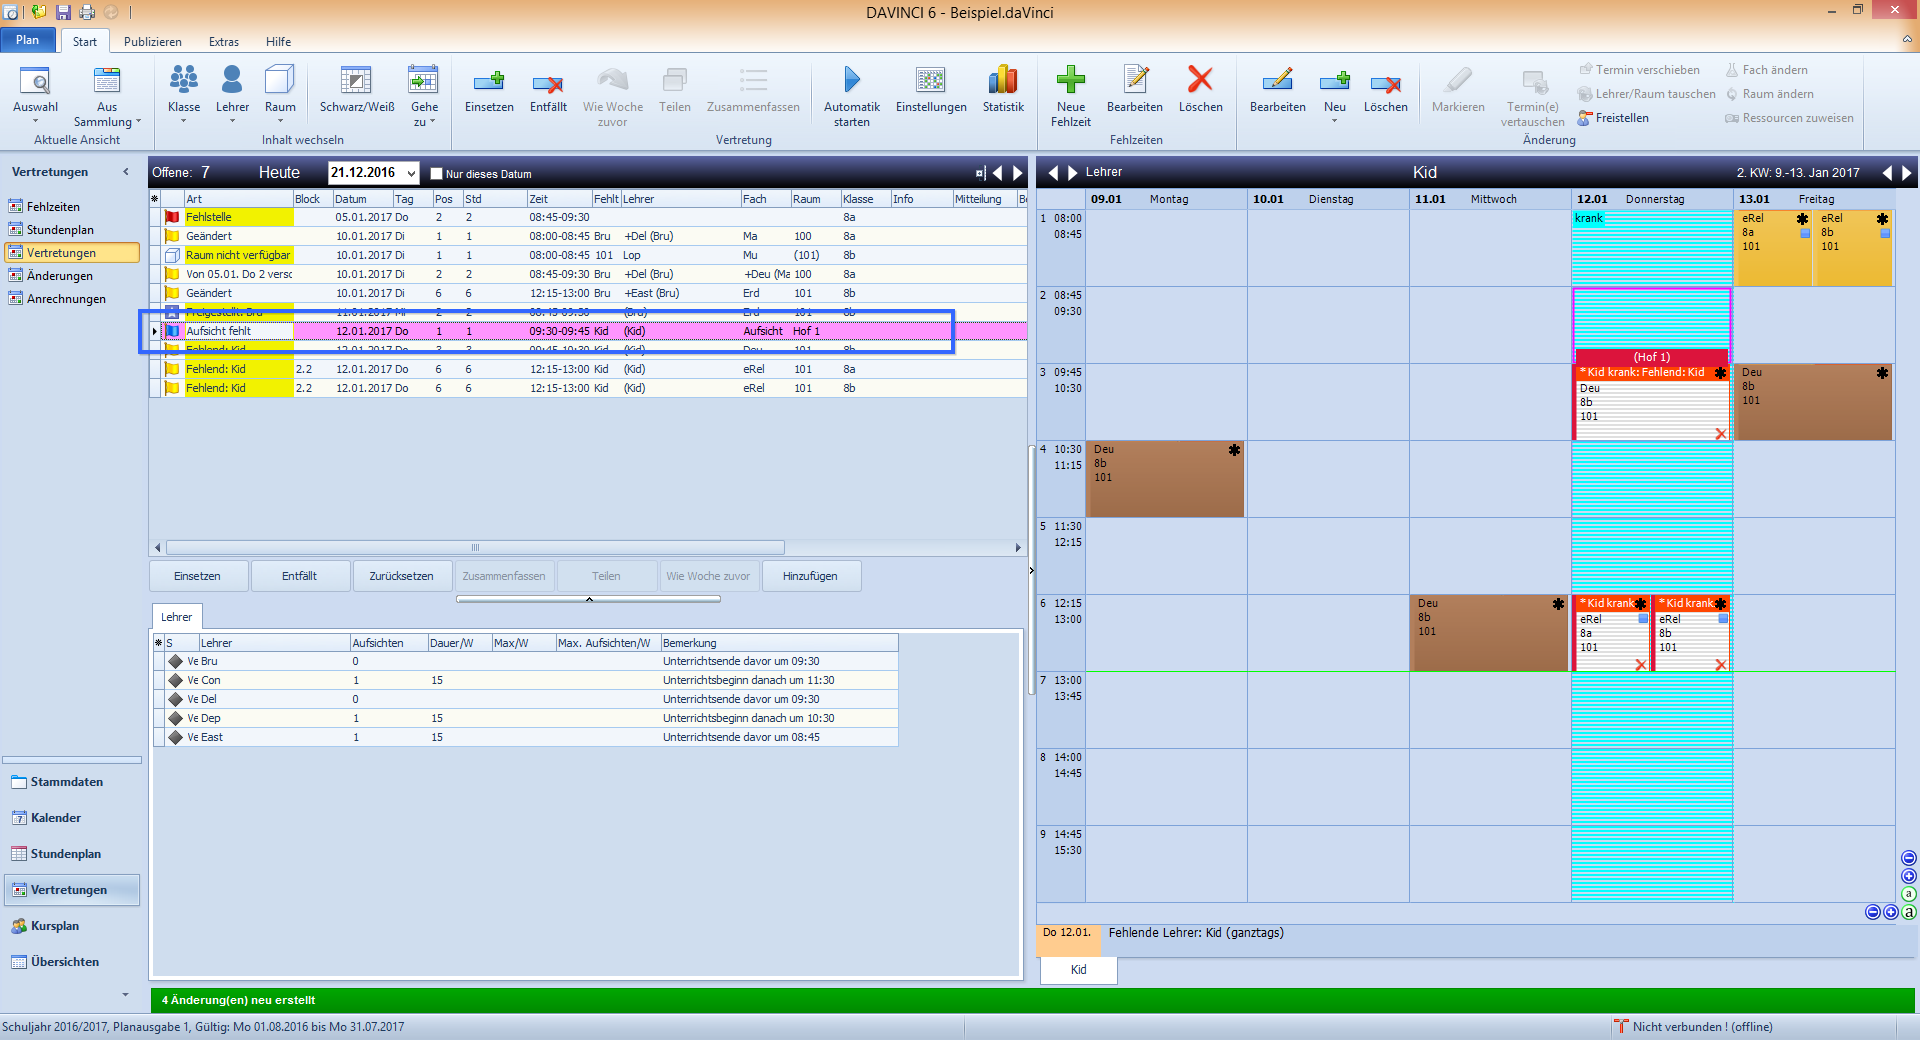 DAVINCI 6 - Beispiel.daVinci
Plan Start Publizieren Extras Hilfe
Auswahl
Aus Sammlung
Aktuelle Ansicht
Klasse
Lehrer
Raum
Schwarz/Weiß
Gehe zu
Inhalt wechseln
Einsetzen
Entfällt
Wie Woche zuvor
Teilen
Zusammenfassen
Automatik starten
Einstellungen
Statistik
Vertretung
Neue Fehlzeit
Bearbeiten
Löschen
Fehlzeiten
Bearbeiten
Neu
Löschen
Markieren
Termin(e) vertauschen
Termin verschieben
Lehrer/Raum tauschen
Freistellen
Fach ändern
Raum ändern
Ressourcen zuweisen
Änderung
Vertretungen
Fehlzeiten
Stundenplan
Vertretungen
Änderungen
Anrechnungen
Stammdaten
Kalender
Stundenplan
Vertretungen
Kursplan
Übersichten
Offene: 7 Heute 21.12.2016 Nur dieses Datum
Art Block Datum Tag Pos Std Zeit Fehlt Lehrer Fach Raum Klasse Info Mitteilung
Fehlstelle 05.01.2017 Do 2 2 08:45-09:30 8a
Geändert 10.01.2017 Di 1 1 08:00-08:45 Bru +Del (Bru) Ma 100 8a
Raum nicht verfügbar 10.01.2017 Di 1 1 08:00-08:45 101 Lop Mu (101) 8b
Von 05.01. Do 2 versc 10.01.2017 Di 2 2 08:45-09:30 Bru +Del (Bru) +Deu (Ma 100 8a
Geändert 10.01.2017 Di 6 6 12:15-13:00 Bru +East (Bru) Erd 101 8b
Freigestellt: Bru 11.01.2017 Mi 2 2 08:45-09:30 (Bru) Erd 101 8b
Aufsicht fehlt 12.01.2017 Do 1 1 09:30-09:45 Kid (Kid) Aufsicht Hof 1
Fehlend: Kid 12.01.2017 Do 3 3 09:45-10:30 Kid (Kid) Deu 101 8b
Fehlend: Kid 2.2 12.01.2017 Do 6 6 12:15-13:00 Kid (Kid) eRel 101 8a
Fehlend: Kid 2.2 12.01.2017 Do 6 6 12:15-13:00 Kid (Kid) eRel 101 8b
Einsetzen Entfällt Zurücksetzen Zusammenfassen Teilen Wie Woche zuvor Hinzufügen
Lehrer
S Lehrer Aufsichten Dauer/W Max/W Max. Aufsichten/W Bemerkung
Ve Bru 0 Unterrichtsende davor um 09:30
Ve Con 1 15 Unterrichtsbeginn danach um 11:30
Ve Del 0 Unterrichtsende davor um 09:30
Ve Dep 1 15 Unterrichtsbeginn danach um 10:30
Ve East 1 15 Unterrichtsende davor um 08:45
Lehrer Kid 2. KW: 9.-13. Jan 2017
09.01 Montag 10.01 Dienstag 11.01 Mittwoch 12.01 Donnerstag 13.01 Freitag
1 08:00 08:45
krank
eRel 8a 101
eRel 8b 101
2 08:45 09:30
(Hof 1)
3 09:45 10:30
*Kid krank: Fehlend: Kid
Deu 8b 101
Deu 8b 101
4 10:30 11:15
Deu 8b 101
5 11:30 12:15
6 12:15 13:00
Deu 8b 101
*Kid krank
eRel 8a 101
*Kid krank
eRel 8b 101
7 13:00 13:45
8 14:00 14:45
9 14:45 15:30
a
a
Do 12.01. Fehlende Lehrer: Kid (ganztags)
Kid
4 Änderung(en) neu erstellt
Schuljahr 2016/2017, Planausgabe 1, Gültig: Mo 01.08.2016 bis Mo 31.07.2017
Nicht verbunden ! (offline)